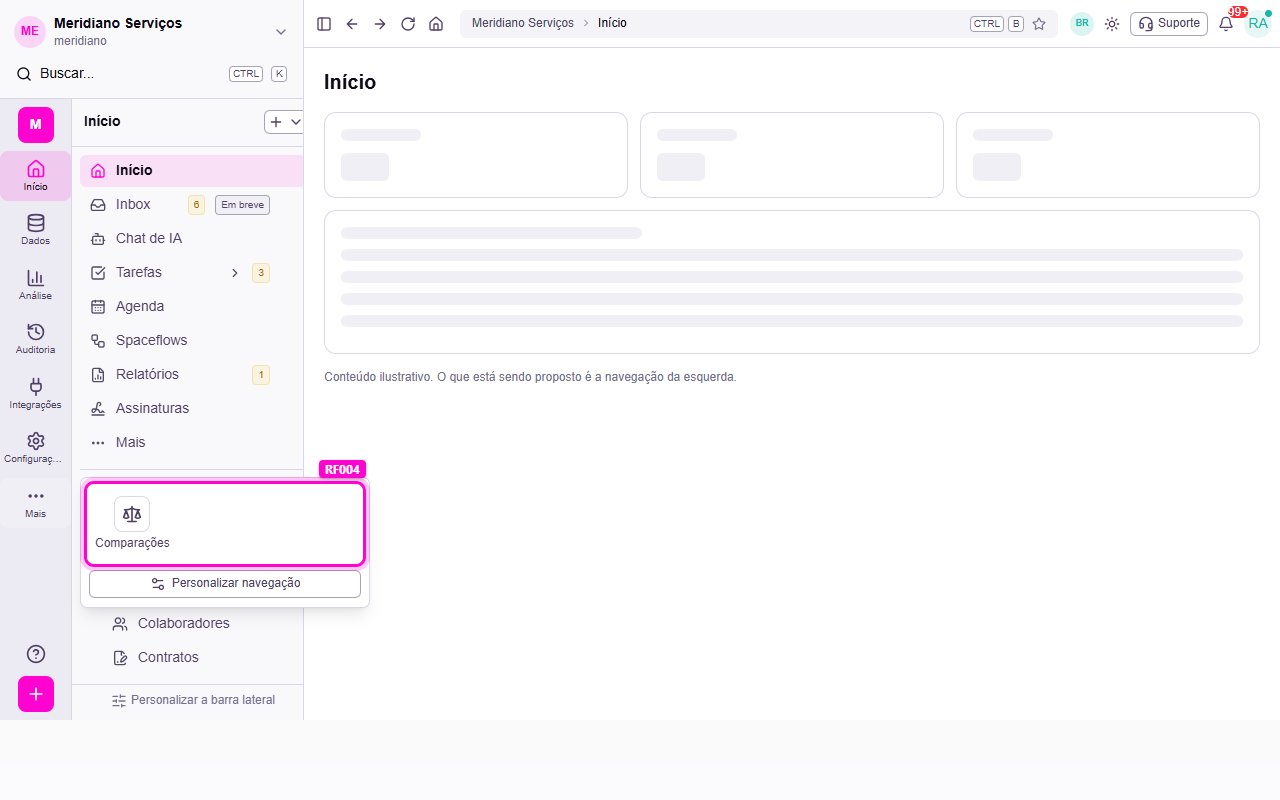 ME
Meridiano Serviços
meridiano
Buscar...
CTRL
K
Meridiano Serviços
Início
CTRL
B
BR
Suporte
99+
RA
M
Início
Dados
Análise
Auditoria
Integrações
Configuraç...
Mais
Início
Início
Inbox
6
Em breve
Chat de IA
Tarefas
3
Agenda
Spaceflows
Relatórios
1
Assinaturas
Mais
RF004
Comparações
Personalizar navegação
Colaboradores
Contratos
Personalizar a barra lateral
Início
Conteúdo ilustrativo. O que está sendo proposto é a navegação da esquerda.